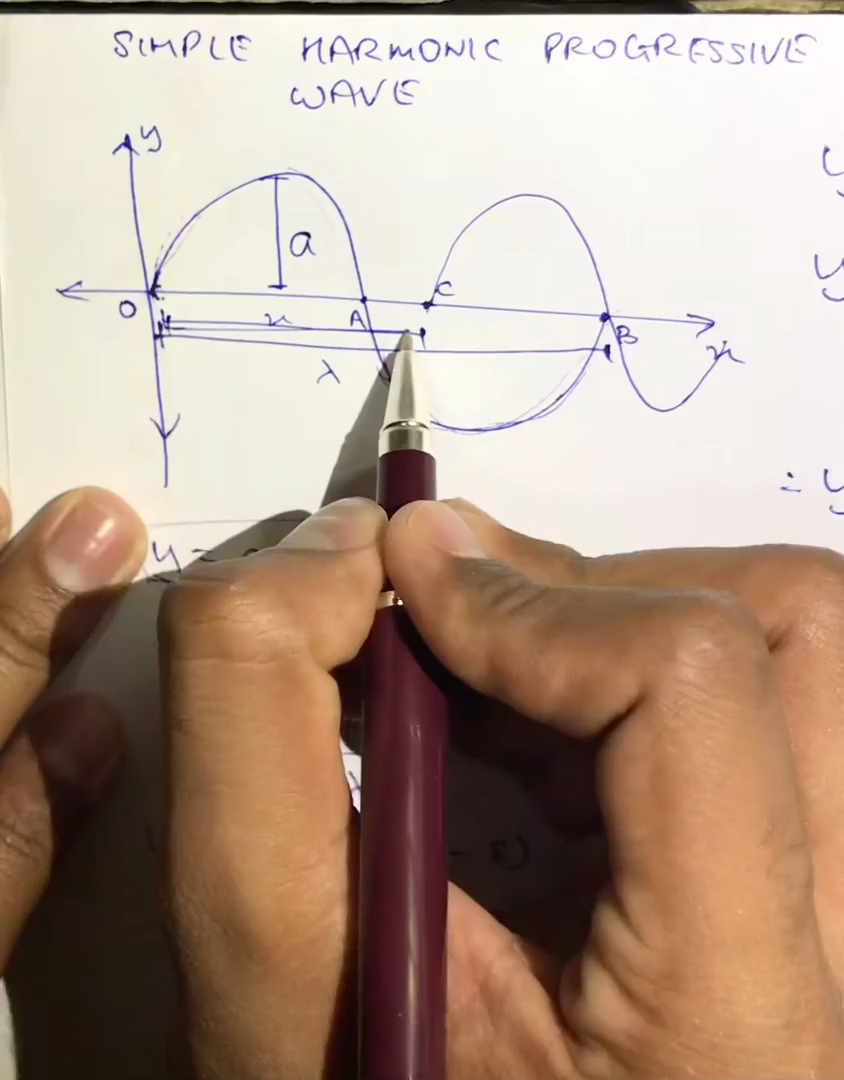 SIMPLE HARMONIC PROGRESSIVE
WAVE
y
a
O
x
A
C
B
x
λ
y
y
= y
y =